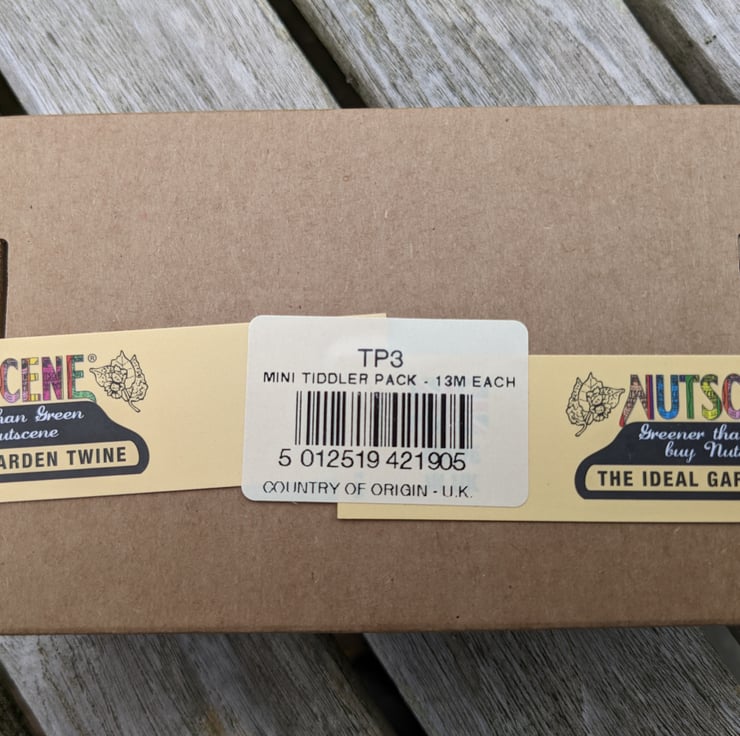 CENE®
han Green
utscene
ARDEN TWINE
TP3
MINI TIDDLER PACK - 13M EACH
5 012519 421905
COUNTRY OF ORIGIN - U.K.
NUTSC
Greener tha
buy Nut
THE IDEAL GAR